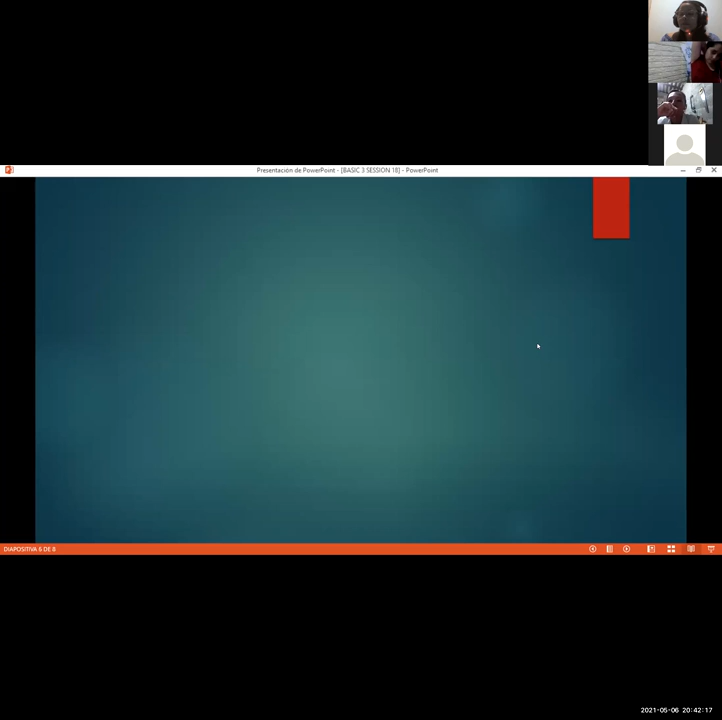 Presentación de PowerPoint - [BASIC 3 SESSION 18] - PowerPoint
DIAPOSITIVA 6 DE 8
2021-05-06 20:42:17